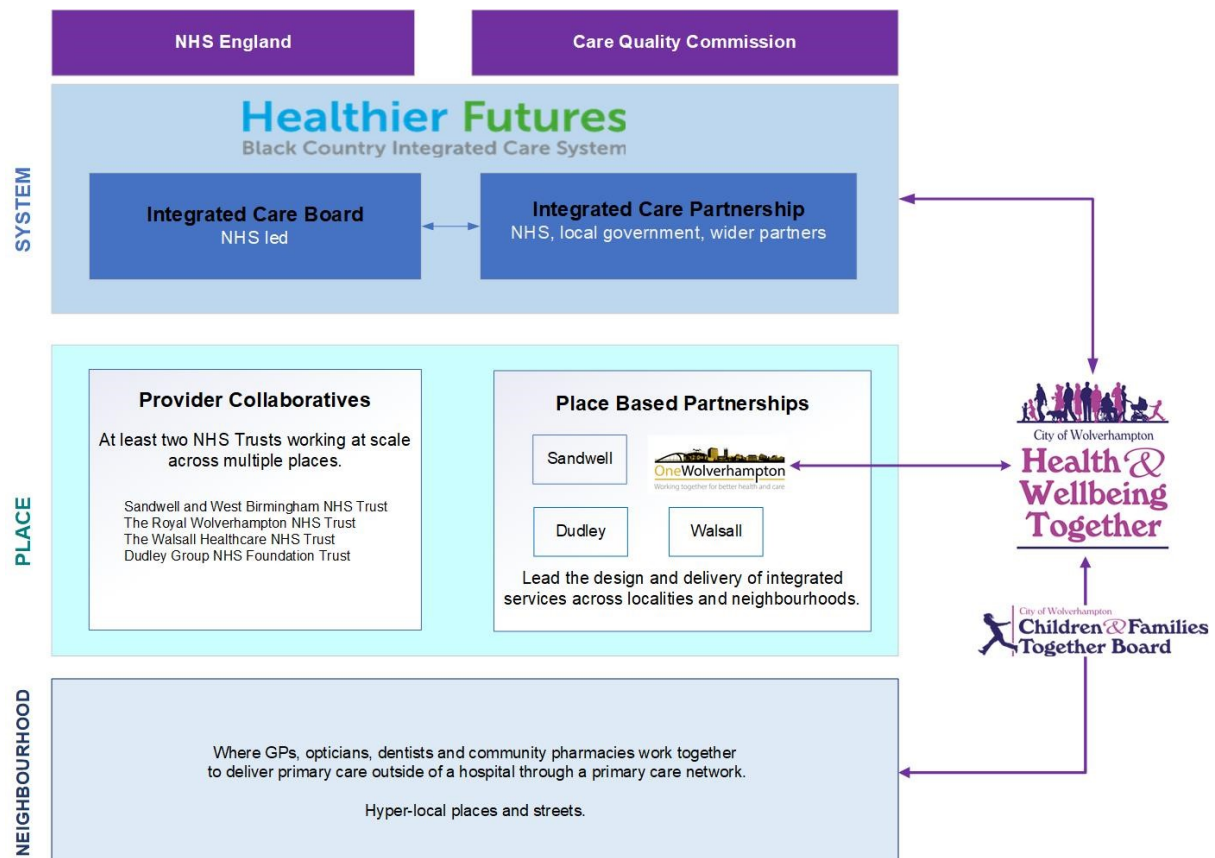 NHS England
Care Quality Commission
SYSTEM
Healthier Futures
Black Country Integrated Care System
Integrated Care Board
NHS led
Integrated Care Partnership
NHS, local government, wider partners
PLACE
Provider Collaboratives
At least two NHS Trusts working at scale
across multiple places.
Sandwell and West Birmingham NHS Trust
The Royal Wolverhampton NHS Trust
The Walsall Healthcare NHS Trust
Dudley Group NHS Foundation Trust
Place Based Partnerships
Sandwell
OneWolverhampton
Working together for better health and care
Dudley
Walsall
Lead the design and delivery of integrated
services across localities and neighbourhoods.
City of Wolverhampton
Health &
Wellbeing
Together
City of Wolverhampton
Children & Families
Together Board
NEIGHBOURHOOD
Where GPs, opticians, dentists and community pharmacies work together
to deliver primary care outside of a hospital through a primary care network.
Hyper-local places and streets.